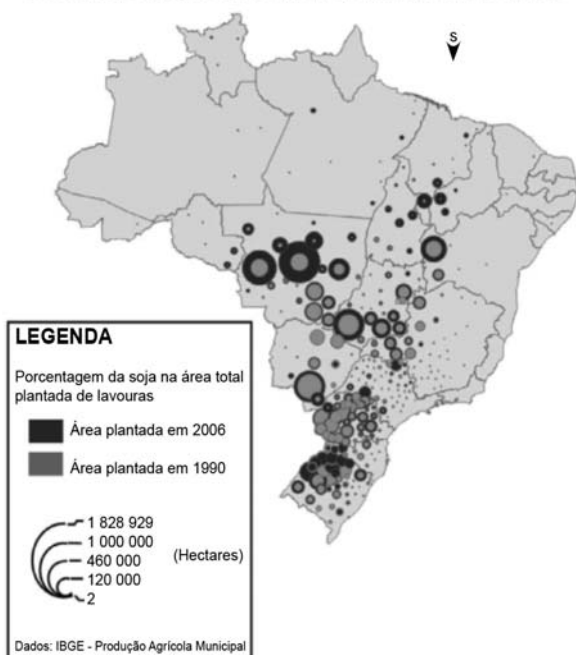 S
LEGENDA
Porcentagem da soja na área total
plantada de lavouras
Área plantada em 2006
Área plantada em 1990
1 828 929
1 000 000
460 000
120 000
2
(Hectares)
Dados: IBGE - Produção Agrícola Municipal